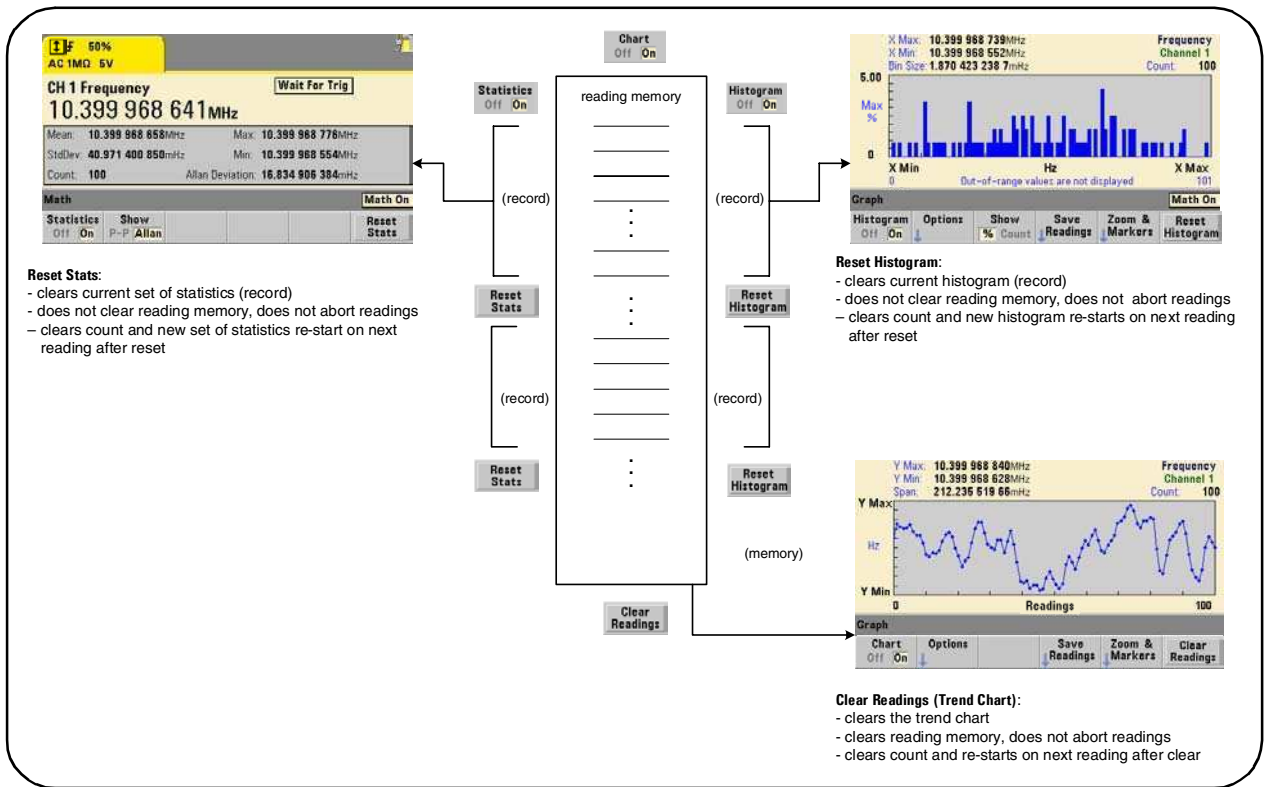 50%
AC 1MΩ 5V
CH 1 Frequency
Wait For Trig
10.399 968 641MHz
Mean: 10.399 968 658MHz Max: 10.399 968 776MHz
StdDev: 40.971 400 850mHz Min: 10.399 968 554MHz
Count: 100 Allan Deviation: 16.834 906 384mHz
Math Math On
Statistics Show Reset
Off On P-P Allan Stats
Reset Stats:
- clears current set of statistics (record)
- does not clear reading memory, does not abort readings
– clears count and new set of statistics re-start on next
reading after reset
Statistics
Off On
(record)
Reset
Stats
(record)
Reset
Stats
Chart
Off On
reading memory
Clear
Readings
Histogram
Off On
(record)
Reset
Histogram
(record)
Reset
Histogram
(memory)
X Max: 10.399 968 739MHz Frequency
X Min: 10.399 968 552MHz Channel 1
Bin Size: 1.870 423 238 7mHz Count: 100
5.00
Max
%
0
X Min Hz X Max
0 Out-of-range values are not displayed 101
Graph Math On
Histogram Options Show Save Zoom & Reset
Off On % Count Readings Markers Histogram
Reset Histogram:
- clears current histogram (record)
- does not clear reading memory, does not abort readings
– clears count and new histogram re-starts on next reading
after reset
Y Max: 10.399 968 840MHz Frequency
Y Min: 10.399 968 628MHz Channel 1
Span: 212.235 519 66mHz Count: 100
Y Max
Hz
Y Min
0 Readings 100
Graph
Chart Options Save Zoom & Clear
Off On Readings Markers Readings
Clear Readings (Trend Chart):
- clears the trend chart
- clears reading memory, does not abort readings
- clears count and re-starts on next reading after clear